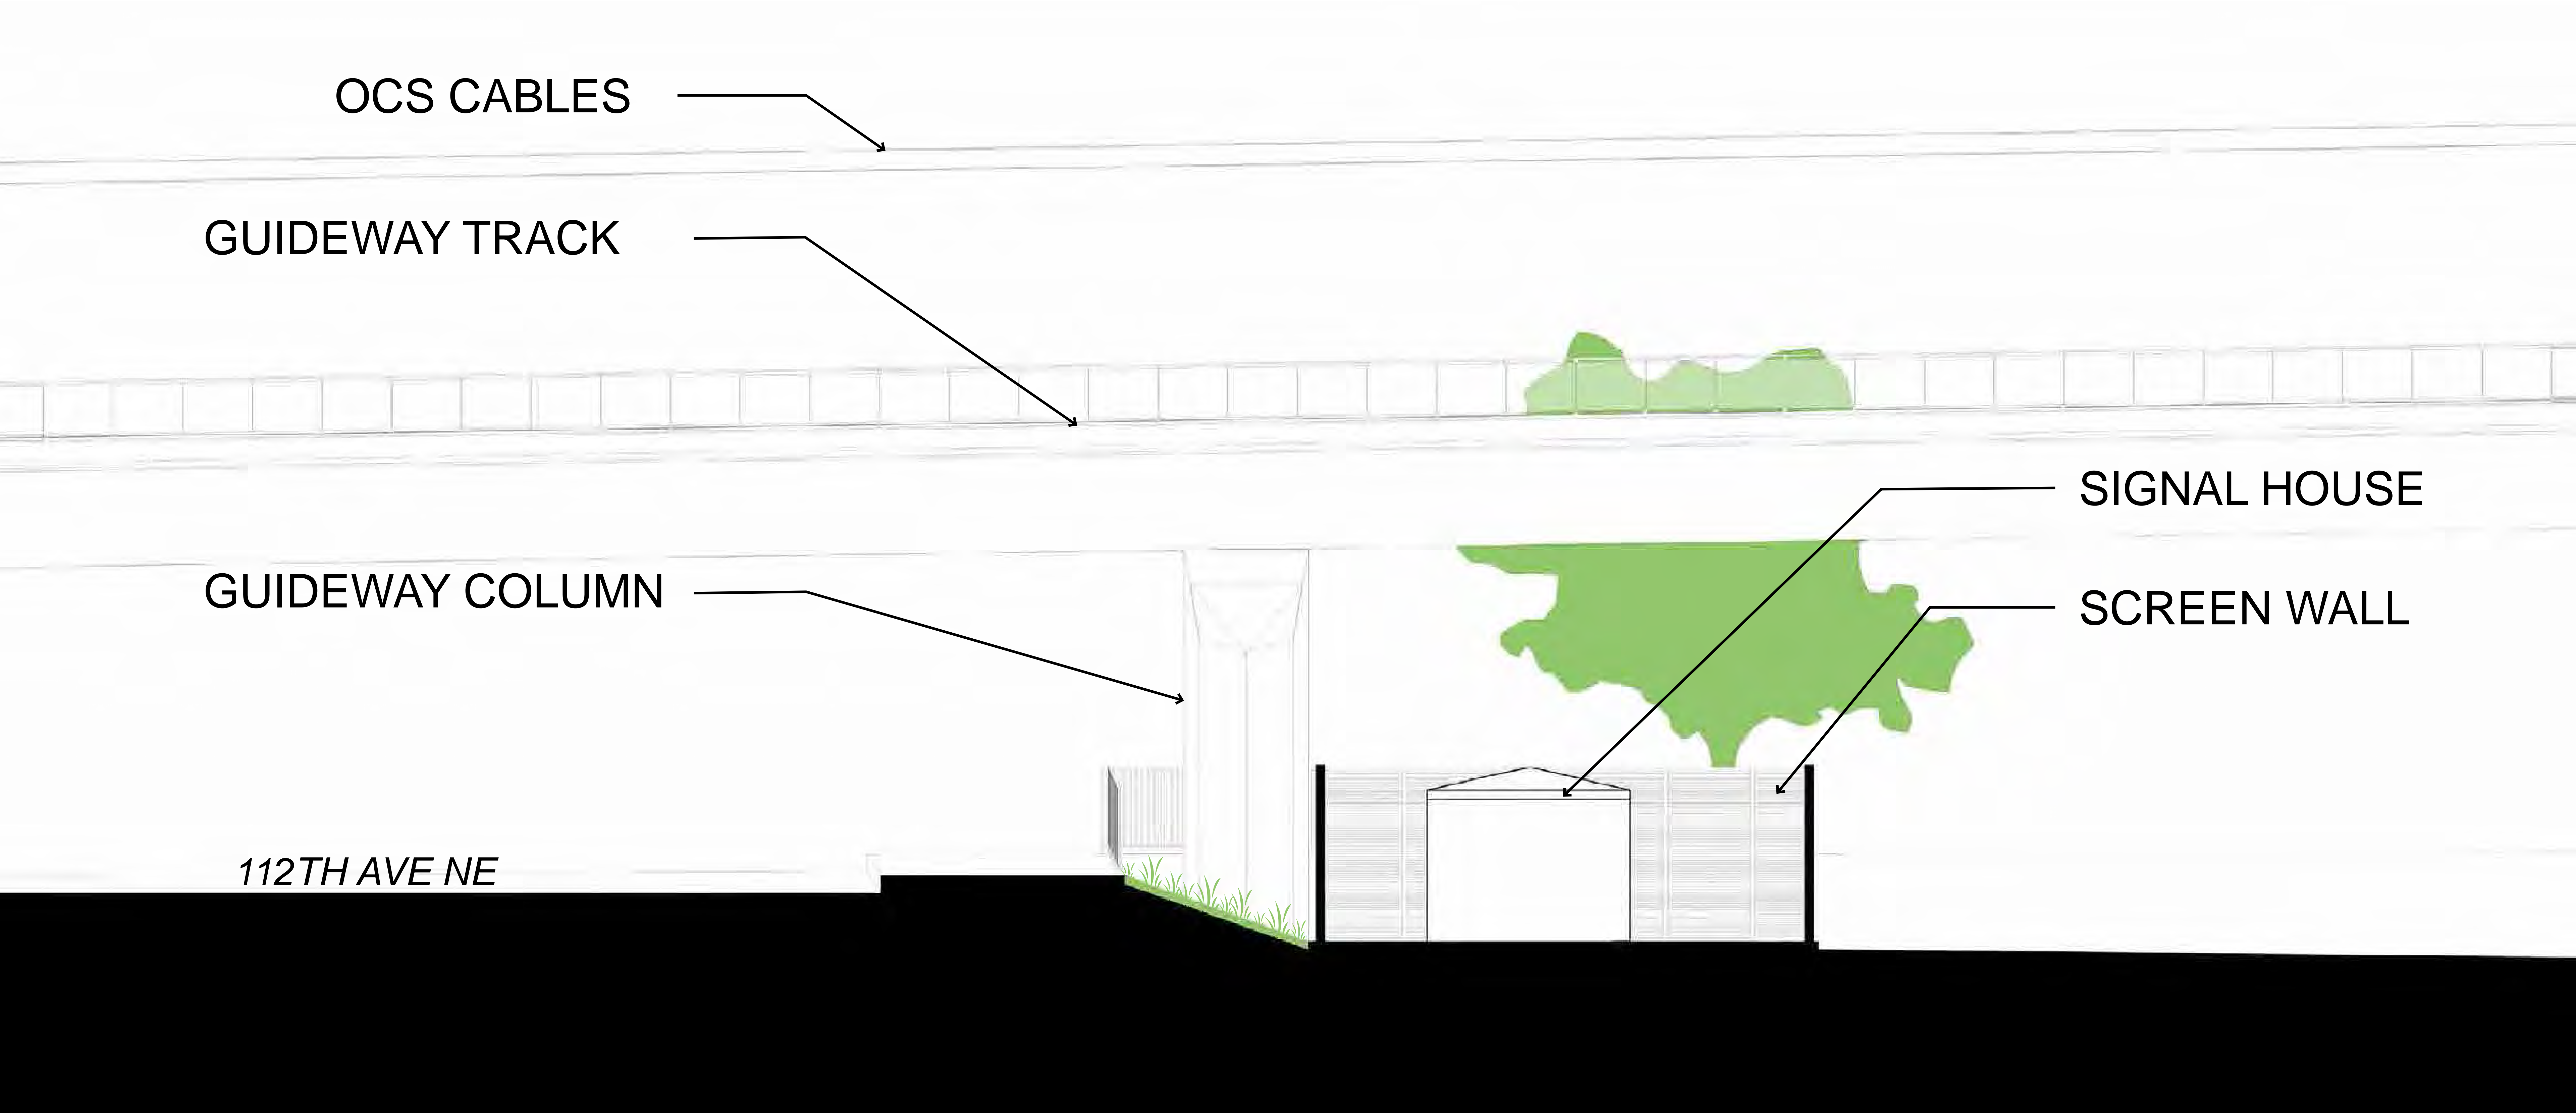 OCS CABLES
GUIDEWAY TRACK
SIGNAL HOUSE
GUIDEWAY COLUMN
SCREEN WALL
112TH AVE NE